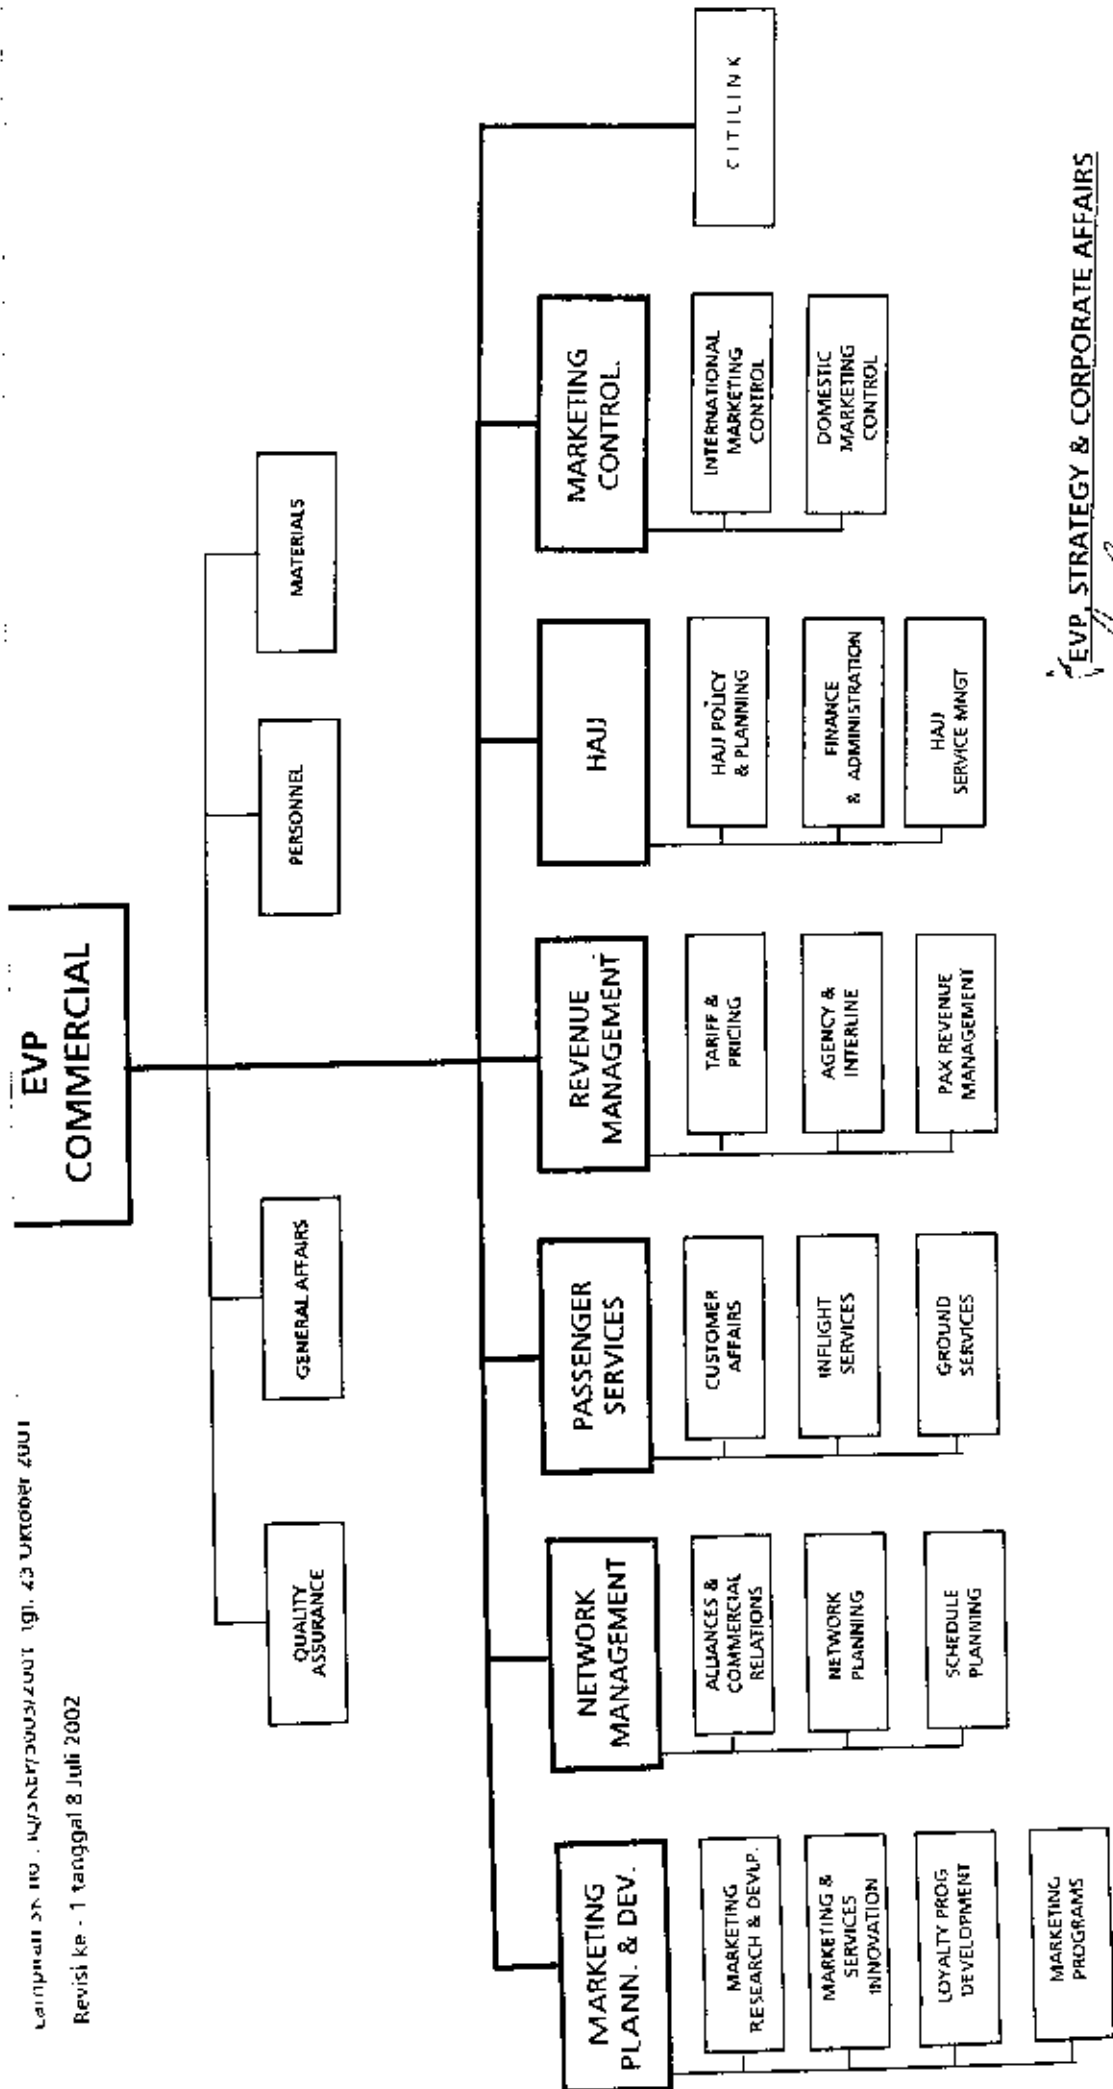 Revisi ke - 1 tanggal 8 Juli 2002
EVP
COMMERCIAL
QUALITY
ASSURANCE
GENERAL AFFAIRS
PERSONNEL
MATERIALS
MARKETING
PLANN. & DEV.
MARKETING
RESEARCH & DEVLP.
MARKETING &
SERVICES
INNOVATION
LOYALTY PROG
DEVELOPMENT
MARKETING
PROGRAMS
NETWORK
MANAGEMENT
ALLIANCES &
COMMERCIAL
RELATIONS
NETWORK
PLANNING
SCHEDULE
PLANNING
PASSENGER
SERVICES
CUSTOMER
AFFAIRS
INFLIGHT
SERVICES
GROUND
SERVICES
REVENUE
MANAGEMENT
TARIFF &
PRICING
AGENCY &
INTERLINE
PAX REVENUE
MANAGEMENT
HAJJ
HAJJ POLICY
& PLANNING
FINANCE
& ADMINISTRATION
HAJJ
SERVICE MNGT
MARKETING
CONTROL.
INTERNATIONAL
MARKETING
CONTROL
DOMESTIC
MARKETING
CONTROL
CITILINK
EVP, STRATEGY & CORPORATE AFFAIRS